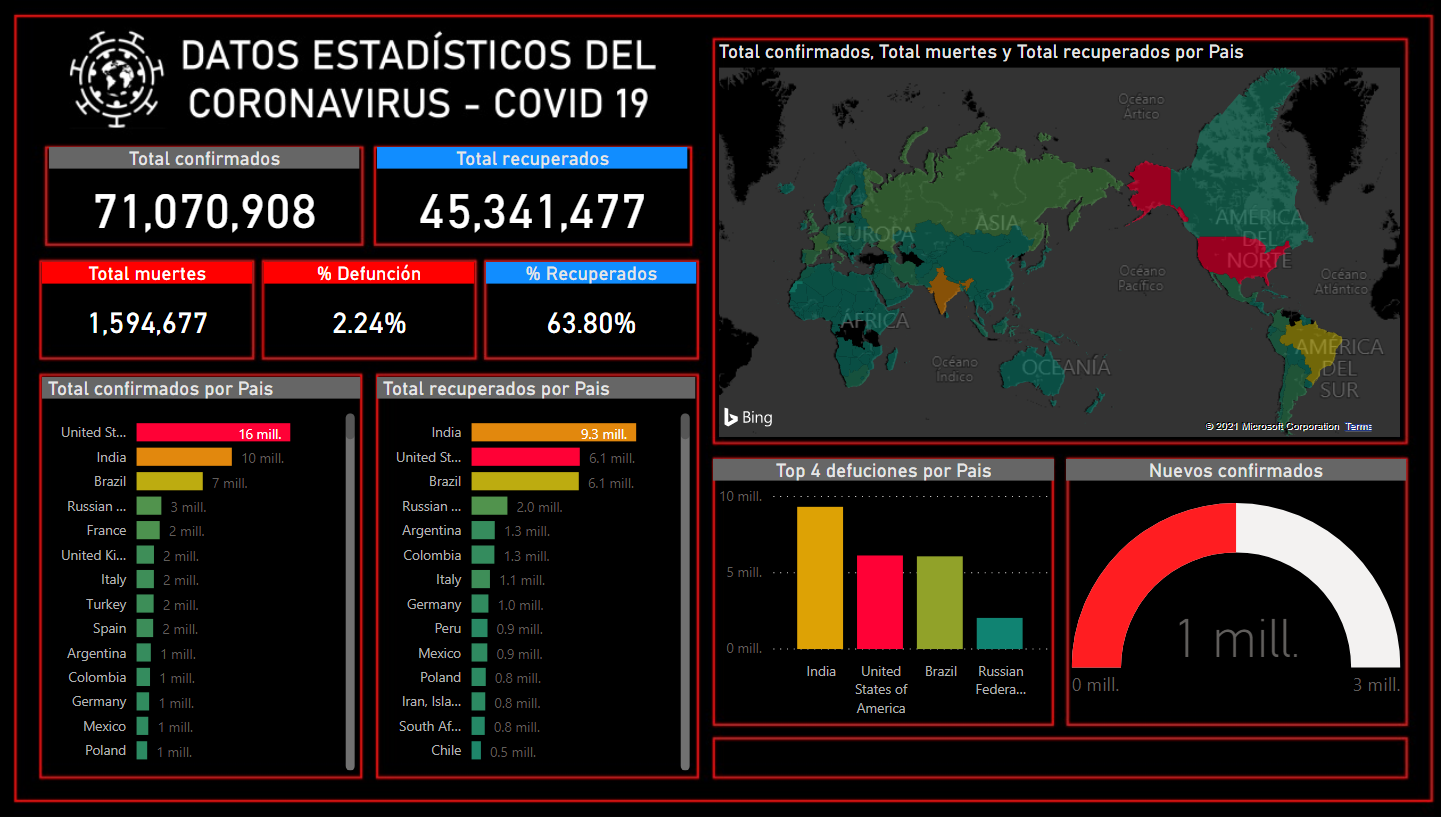 DATOS ESTADÍSTICOS DEL
CORONAVIRUS - COVID 19
Total confirmados
71,070,908
Total recuperados
45,341,477
Total muertes
1,594,677
% Defunción
2.24%
% Recuperados
63.80%
Total confirmados por Pais
United St... 16 mill.
India 10 mill.
Brazil 7 mill.
Russian ... 3 mill.
France 2 mill.
United Ki... 2 mill.
Italy 2 mill.
Turkey 2 mill.
Spain 2 mill.
Argentina 1 mill.
Colombia 1 mill.
Germany 1 mill.
Mexico 1 mill.
Poland 1 mill.
Total recuperados por Pais
India 9.3 mill.
United St... 6.1 mill.
Brazil 6.1 mill.
Russian ... 2.0 mill.
Argentina 1.3 mill.
Colombia 1.3 mill.
Italy 1.1 mill.
Germany 1.0 mill.
Peru 0.9 mill.
Mexico 0.9 mill.
Poland 0.8 mill.
Iran, Isla... 0.8 mill.
South Af... 0.8 mill.
Chile 0.5 mill.
Total confirmados, Total muertes y Total recuperados por Pais
Océano
Ártico
EUROPA
ASIA
AMÉRICA
DEL
NORTE
Océano
Pacífico
Océano
Atlántico
ÁFRICA
Océano
Índico
OCEANÍA
AMÉRICA
DEL
SUR
Bing
© 2021 Microsoft Corporation Terms
Top 4 defuciones por Pais
10 mill.
5 mill.
0 mill.
India
United
States of
America
Brazil
Russian
Federa...
Nuevos confirmados
1 mill.
0 mill.
3 mill.